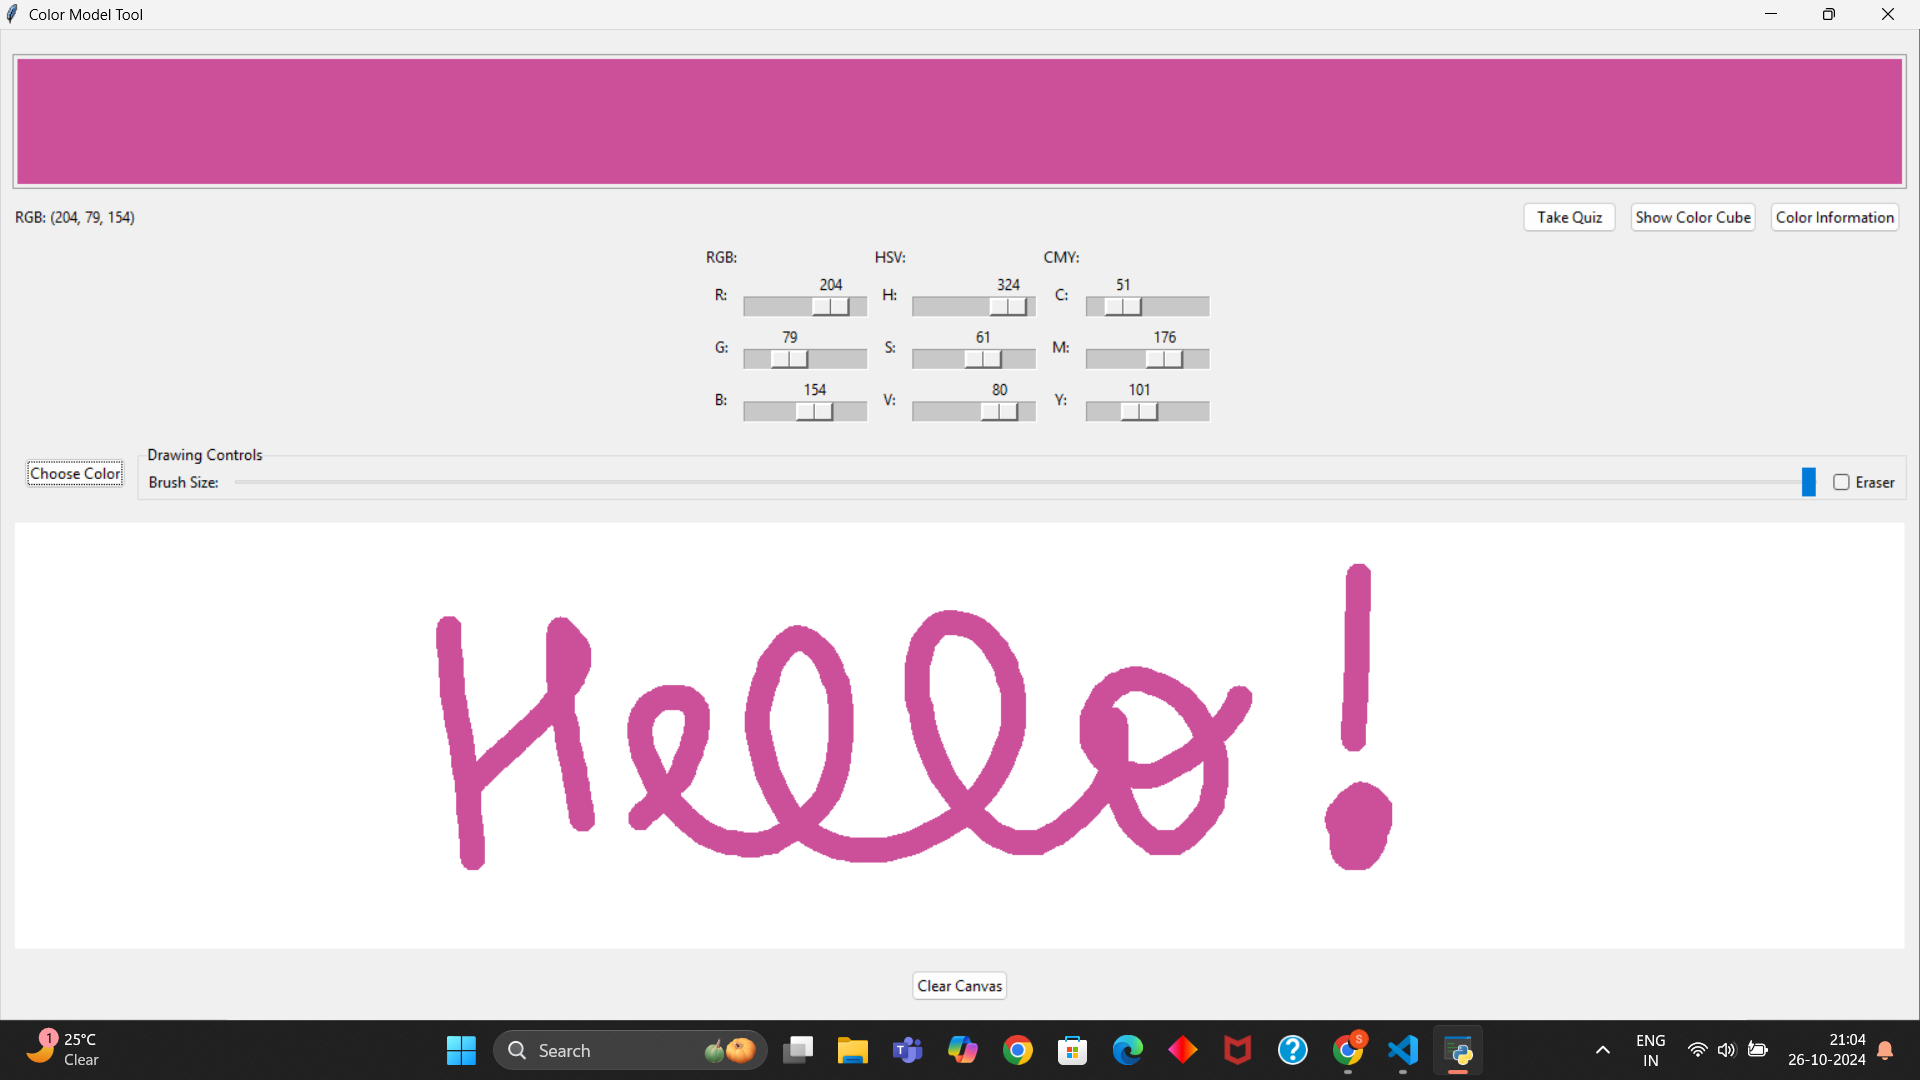 Color Model Tool
RGB: (204, 79, 154) Take Quiz Show Color Cube Color Information
RGB: HSV: CMY:
R: 204 H: 324 C: 51
G: 79 S: 61 M: 176
B: 154 V: 80 Y: 101
Choose Color
Drawing Controls
Brush Size: Eraser
Hello!
Clear Canvas
1 25°C
Clear
Search
T
?
S
ENG
IN
21:04
26-10-2024